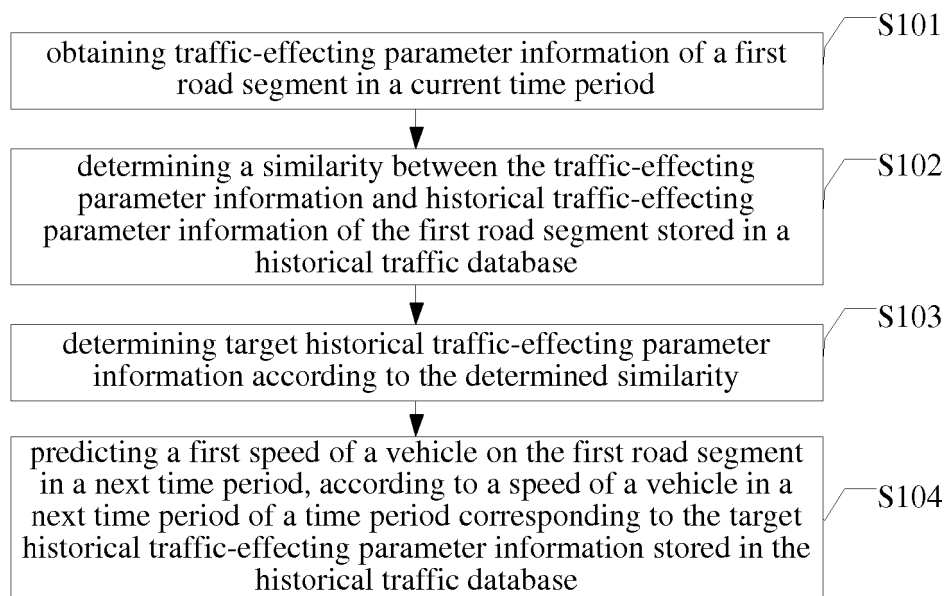 S101
obtaining traffic-effecting parameter information of a first
road segment in a current time period
S102
determining a similarity between the traffic-effecting
parameter information and historical traffic-effecting
parameter information of the first road segment stored in a
historical traffic database
S103
determining target historical traffic-effecting parameter
information according to the determined similarity
S104
predicting a first speed of a vehicle on the first road segment
in a next time period, according to a speed of a vehicle in a
next time period of a time period corresponding to the target
historical traffic-effecting parameter information stored in the
historical traffic database